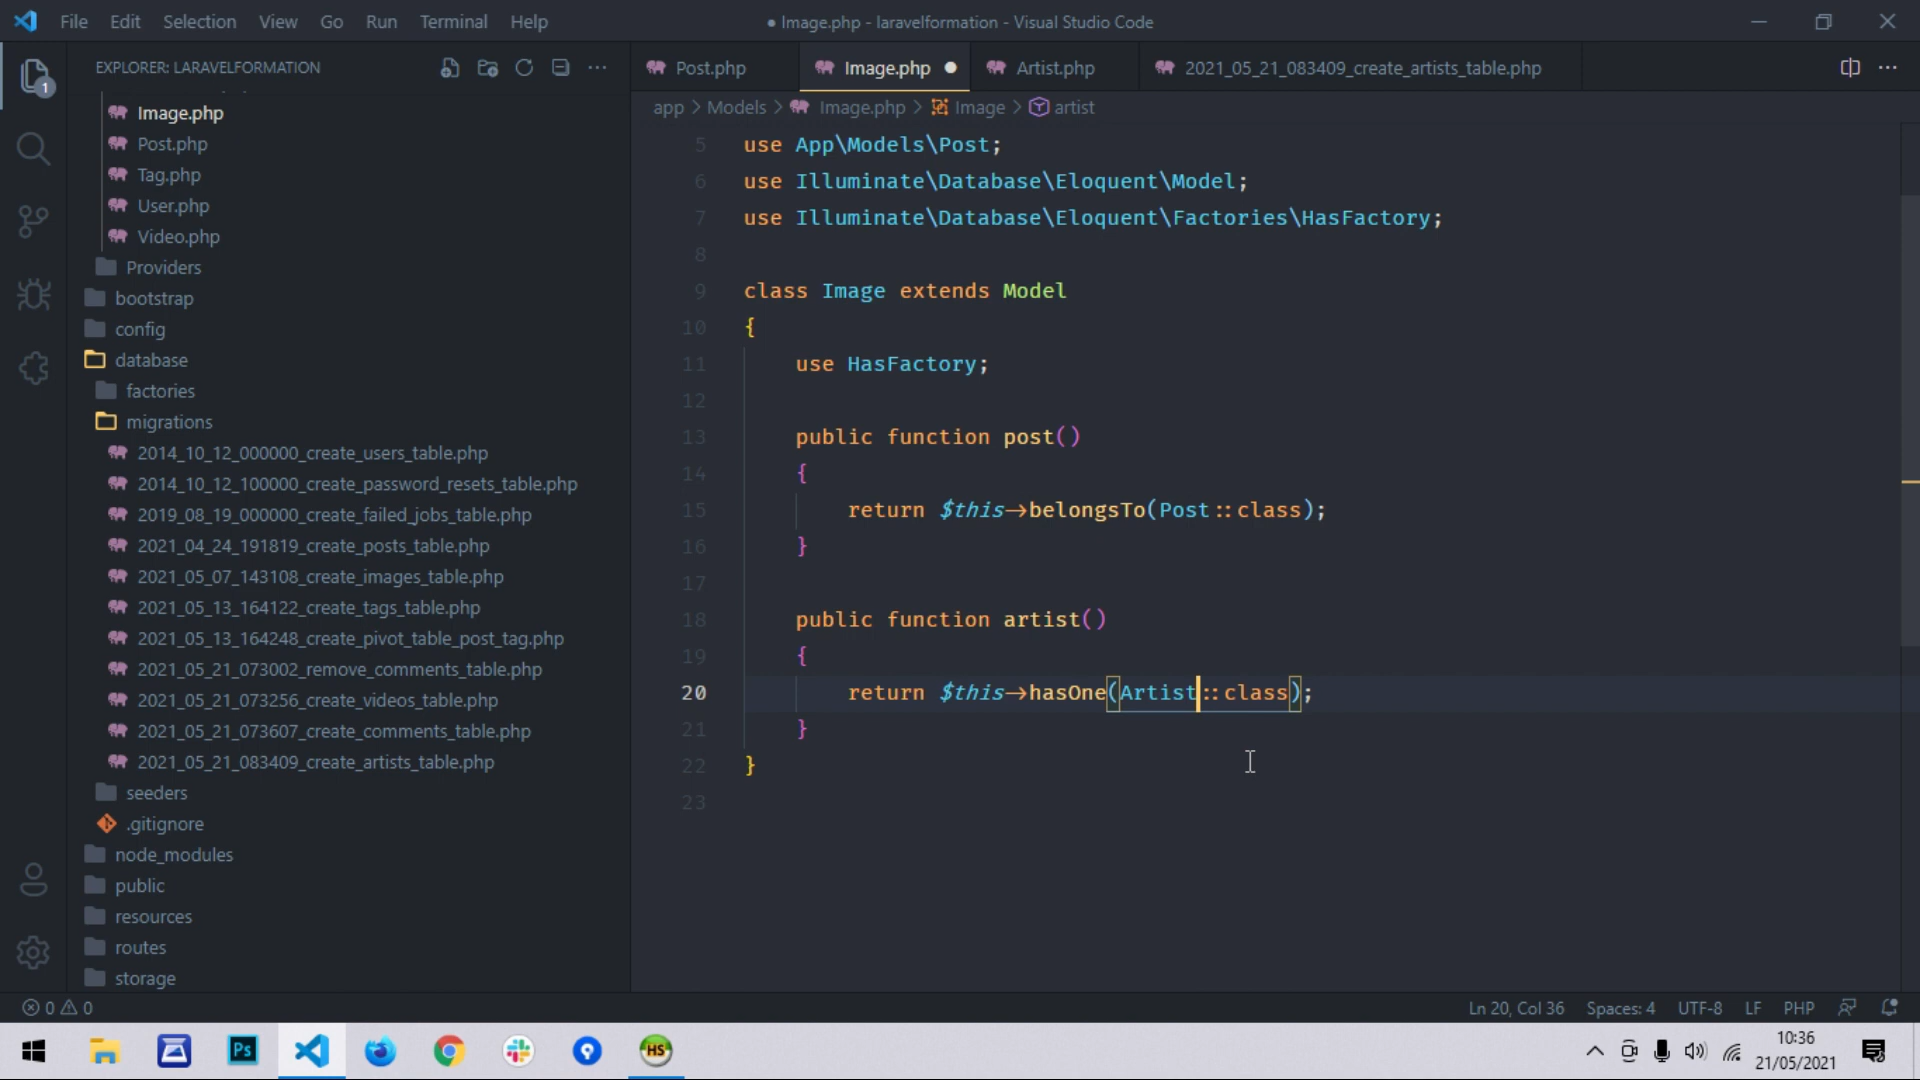 File Edit Selection View Go Run Terminal Help
● Image.php - laravelformation - Visual Studio Code
EXPLORER: LARAVELFORMATION
1
Image.php
Post.php
Tag.php
User.php
Video.php
Providers
bootstrap
config
database
factories
migrations
2014_10_12_000000_create_users_table.php
2014_10_12_100000_create_password_resets_table.php
2019_08_19_000000_create_failed_jobs_table.php
2021_04_24_191819_create_posts_table.php
2021_05_07_143108_create_images_table.php
2021_05_13_164122_create_tags_table.php
2021_05_13_164248_create_pivot_table_post_tag.php
2021_05_21_073002_remove_comments_table.php
2021_05_21_073256_create_videos_table.php
2021_05_21_073607_create_comments_table.php
2021_05_21_083409_create_artists_table.php
seeders
.gitignore
node_modules
public
resources
routes
storage
Post.php Image.php ● Artist.php 2021_05_21_083409_create_artists_table.php
app > Models > Image.php > Image > artist
5 use App\Models\Post;
6 use Illuminate\Database\Eloquent\Model;
7 use Illuminate\Database\Eloquent\Factories\HasFactory;
8
9 class Image extends Model
10 {
11 use HasFactory;
12
13 public function post()
14 {
15 return $this->belongsTo(Post::class);
16 }
17
18 public function artist()
19 {
20 return $this->hasOne(Artist::class);
21 }
22 }
23
0 0
Ln 20, Col 36 Spaces: 4 UTF-8 LF PHP
Ps
HS
10:36
21/05/2021